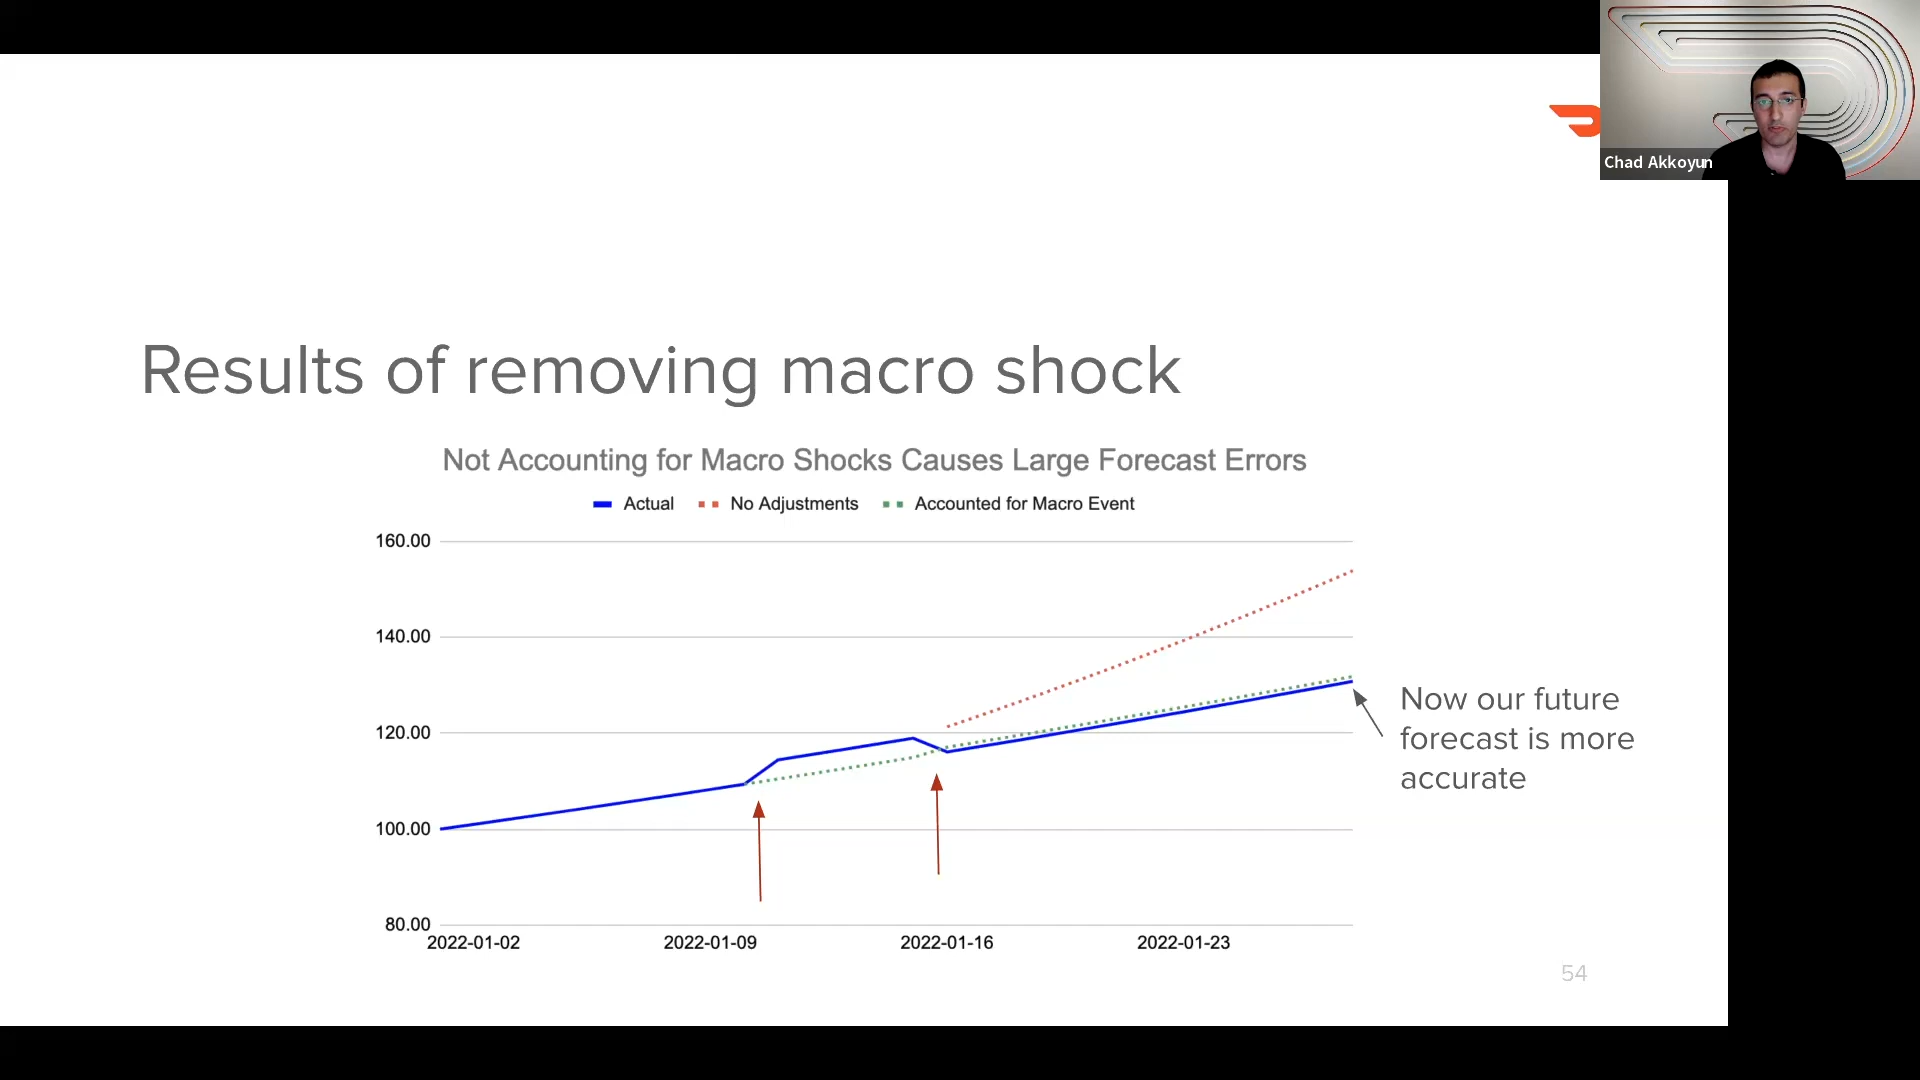 Chad Akkoyun
Results of removing macro shock
Not Accounting for Macro Shocks Causes Large Forecast Errors
Actual No Adjustments Accounted for Macro Event
160.00
140.00
120.00
100.00
80.00
2022-01-02 2022-01-09 2022-01-16 2022-01-23
Now our future
forecast is more
accurate
54